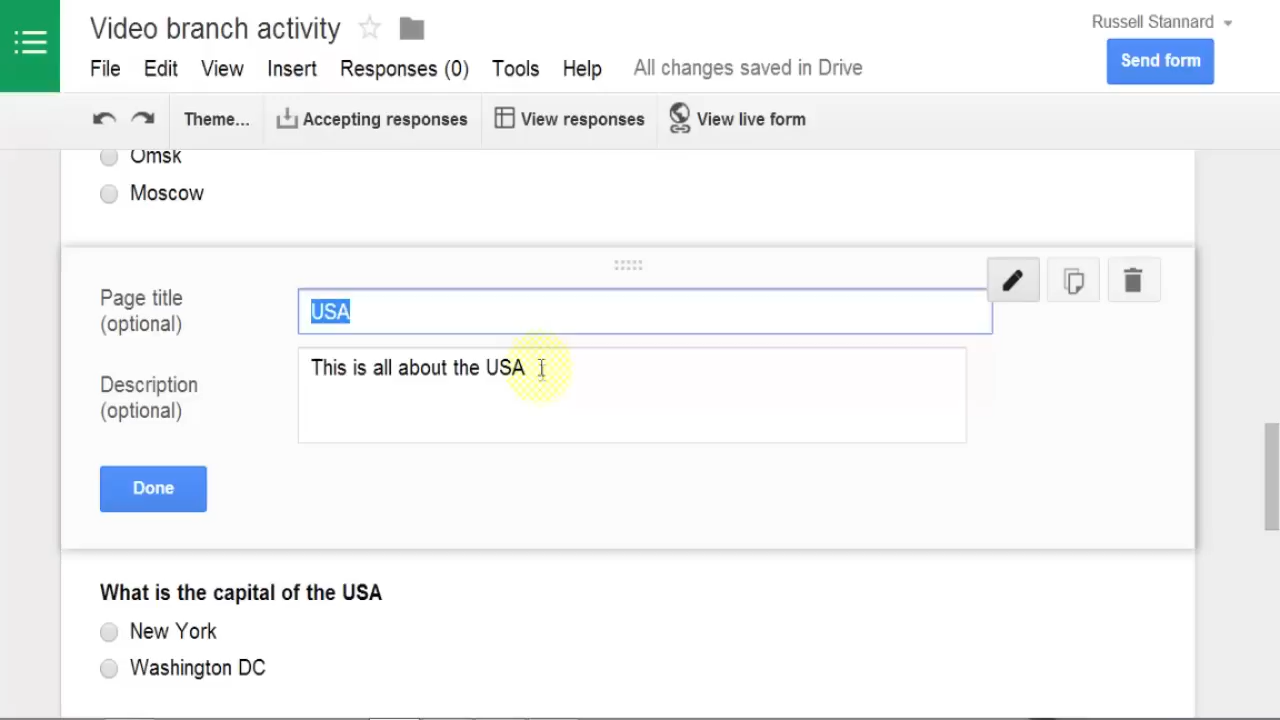 Video branch activity
Russell Stannard
File Edit View Insert Responses (0) Tools Help All changes saved in Drive
Send form
Theme... Accepting responses View responses View live form
Omsk
Moscow
Page title
(optional)
USA
Description
(optional)
This is all about the USA
Done
What is the capital of the USA
New York
Washington DC